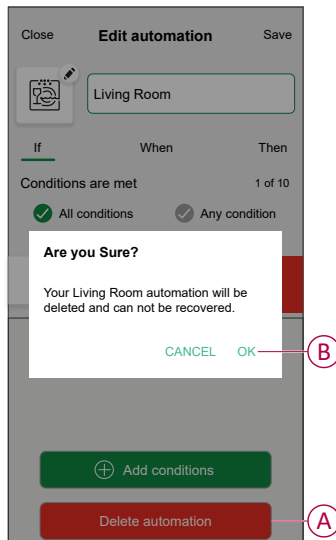 Close Edit automation Save
Living Room
If When Then
Conditions are met 1 of 10
All conditions Any condition
Are you Sure?
Your Living Room automation will be
deleted and can not be recovered.
CANCEL OK
B
Add conditions
Delete automation
A